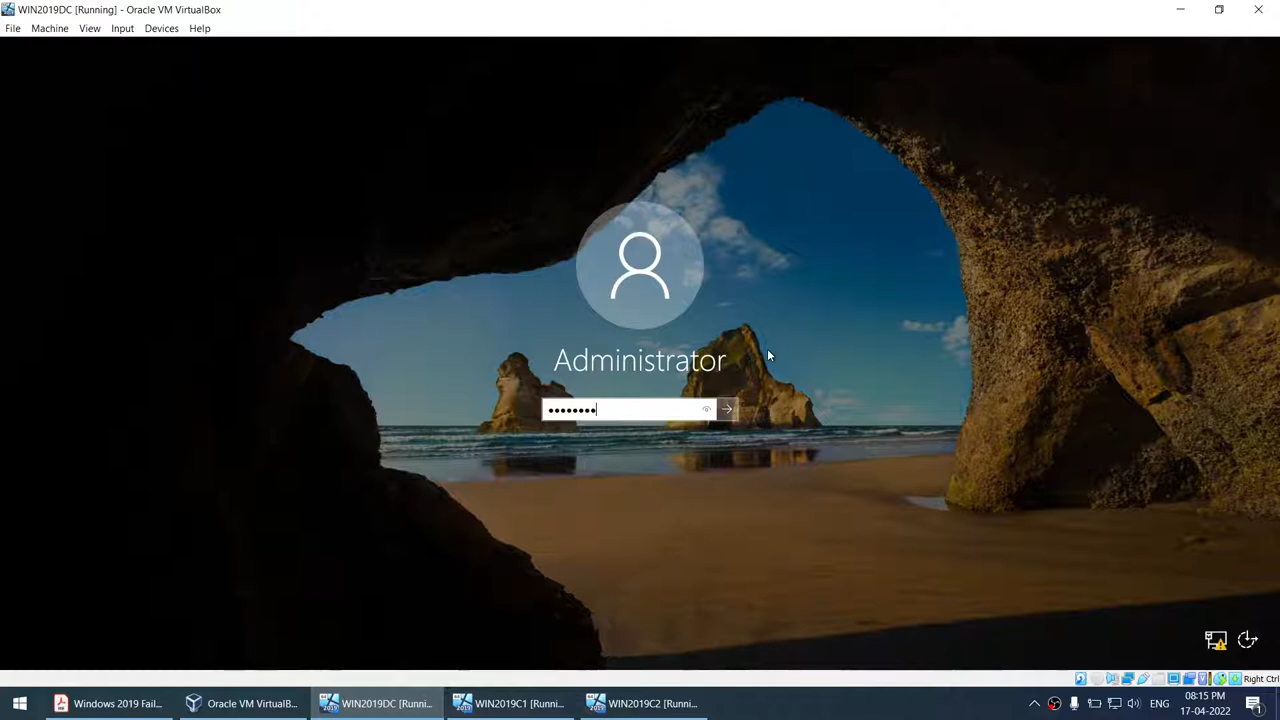 WIN2019DC [Running] - Oracle VM VirtualBox
File Machine View Input Devices Help
Administrator
••••••••
Right Ctrl
Windows 2019 Fail...
Oracle VM VirtualB...
WIN2019DC [Runni...
WIN2019C1 [Runni...
WIN2019C2 [Runni...
ENG
08:15 PM
17-04-2022
1